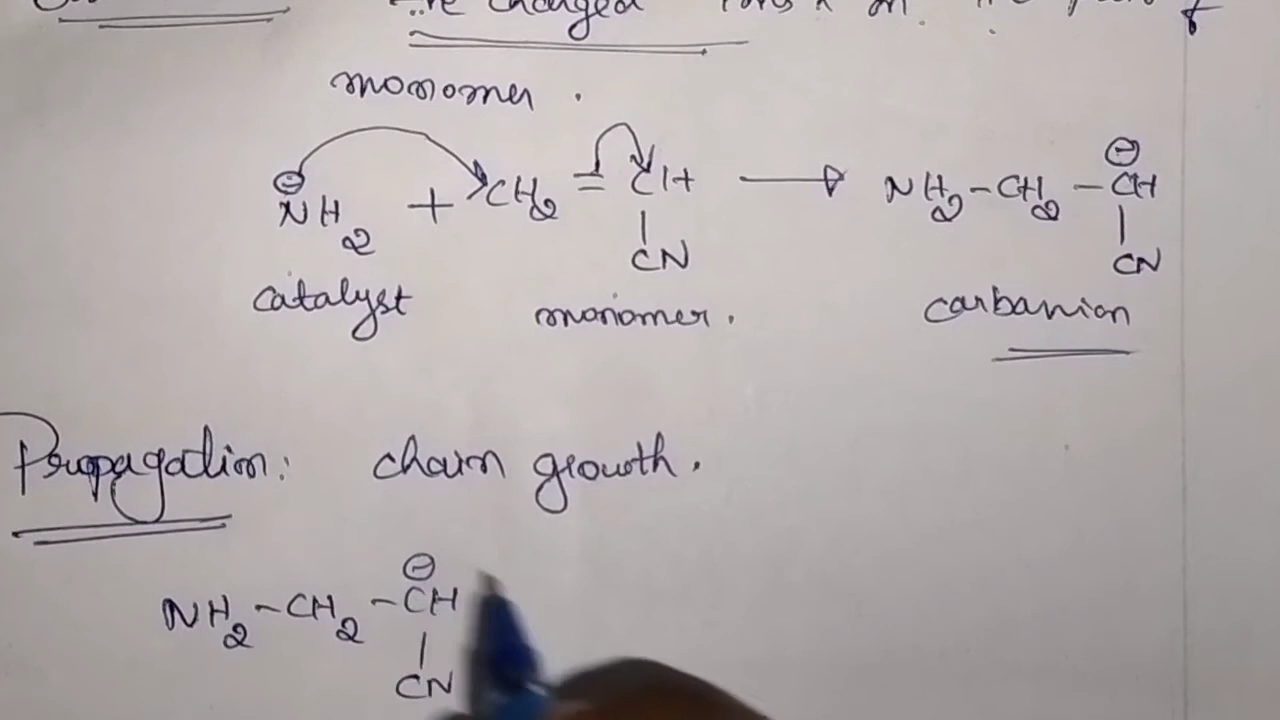 changed
monomer.
⊖NH2 + CH2 = CH → NH2-CH2-⊖CH
CN CN
catalyst monomer. carbanion
Propagation: chain growth.
NH2-CH2-⊖CH
CN